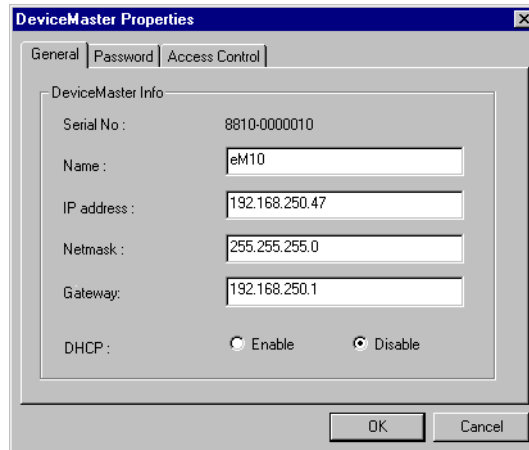 DeviceMaster Properties
General Password Access Control
DeviceMaster Info
Serial No : 8810-0000010
Name : eM10
IP address : 192.168.250.47
Netmask : 255.255.255.0
Gateway: 192.168.250.1
DHCP : Enable Disable
OK Cancel